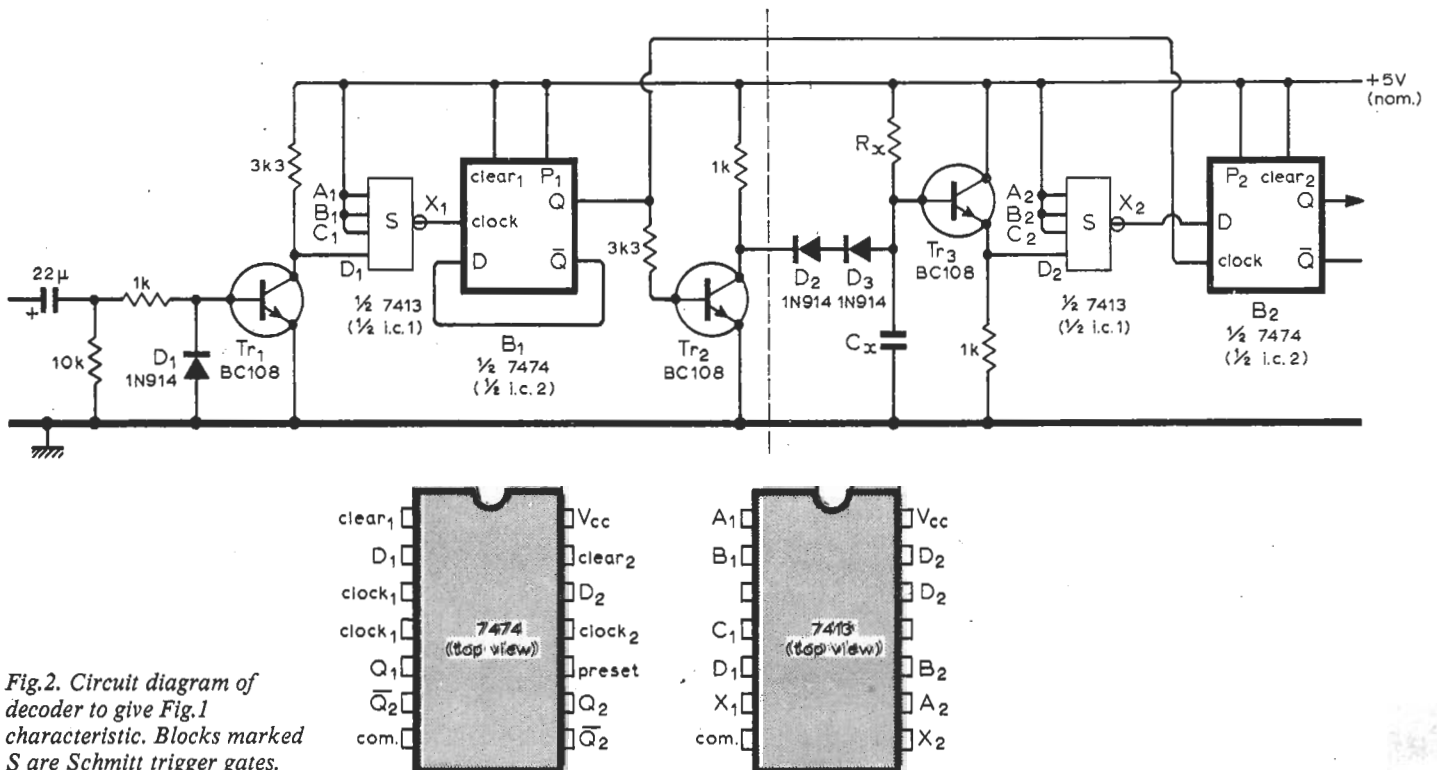 +5V
(nom.)
3k3
A₁
B₁
C₁
D₁
S
X₁
½ 7413
(½ i.c.1)
clear₁
P₁
Q
clock
D
Q̅
B₁
½ 7474
(½ i.c.2)
22µ
+
10k
1k
D₁
1N914
Tr₁
BC108
3k3
1k
Tr₂
BC108
D₂
1N914
D₃
1N914
Rₓ
Cₓ
Tr₃
BC108
1k
A₂
B₂
C₂
D₂
S
X₂
½ 7413
(½ i.c.1)
P₂
clear₂
Q
D
clock
Q̅
B₂
½ 7474
(½ i.c.2)
clear₁
D₁
clock₁
clock₁
Q₁
Q̅₂
com.
7474
(top view)
Vcc
clear₂
D₂
clock₂
preset
Q₂
Q̅₂
A₁
B₁
C₁
D₁
X₁
com.
7413
(top view)
Vcc
D₂
D₂
B₂
A₂
X₂
Fig.2. Circuit diagram of
decoder to give Fig.1
characteristic. Blocks marked
S are Schmitt trigger gates.